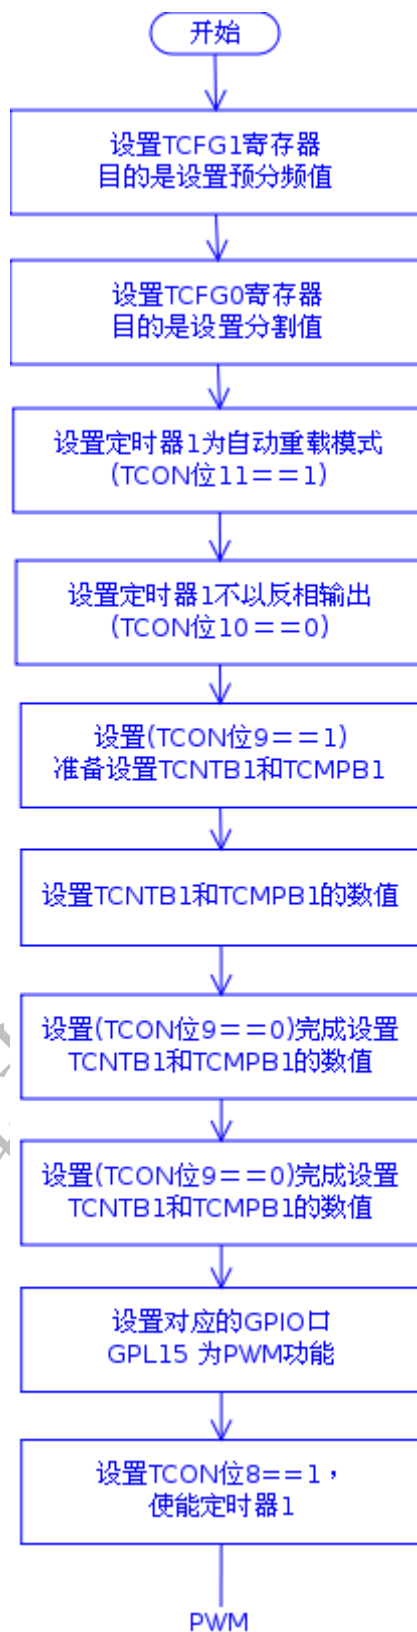 开始
设置TCFG1寄存器
目的是设置预分频值
设置TCFG0寄存器
目的是设置分割值
设置定时器1为自动重载模式
(TCON位11==1)
设置定时器1不以反相输出
(TCON位10==0)
设置(TCON位9==1)
准备设置TCNTB1和TCMPB1
设置TCNTB1和TCMPB1的数值
设置(TCON位9==0)完成设置
TCNTB1和TCMPB1的数值
设置(TCON位9==0)完成设置
TCNTB1和TCMPB1的数值
设置对应的GPIO口
GPL15 为PWM功能
设置TCON位8==1，
使能定时器1
PWM